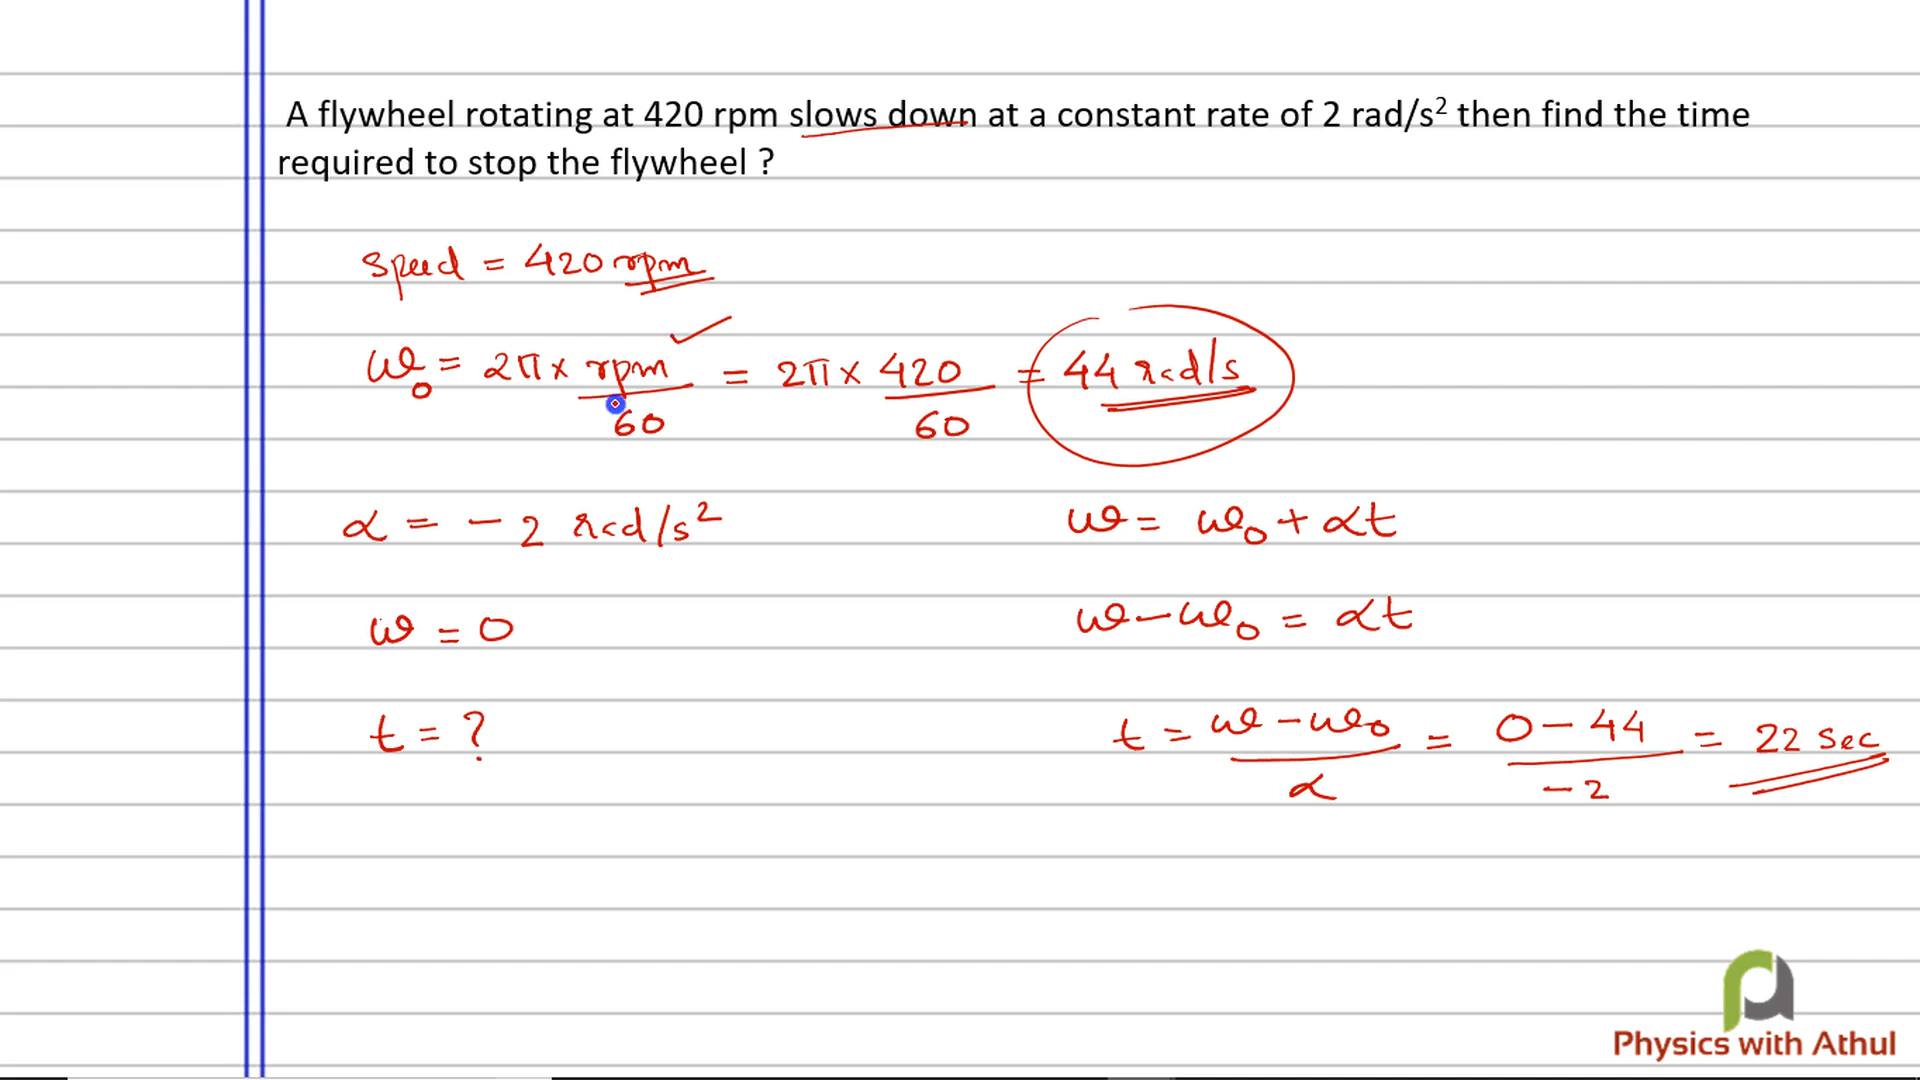 A flywheel rotating at 420 rpm slows down at a constant rate of 2 rad/s² then find the time
required to stop the flywheel ?
Speed = 420 rpm
ω₀ = 2π × rpm/60 = 2π × 420/60 = 44 rad/s
α = - 2 rad/s²
ω = ω₀ + αt
ω = 0
ω - ω₀ = αt
t = ?
t = ω - ω₀/α = 0 - 44/-2 = 22 sec
Physics with Athul